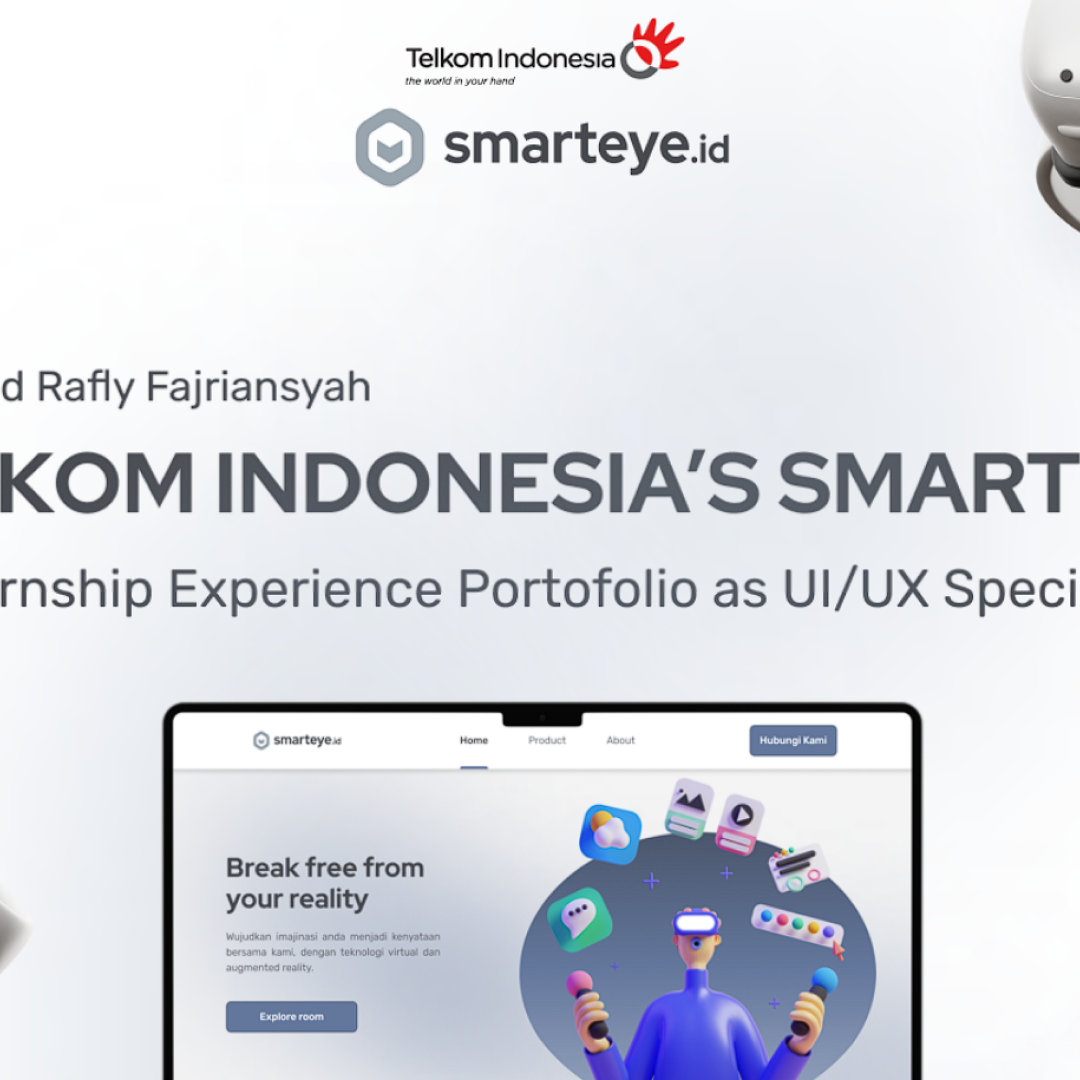 Telkom Indonesia
the world in your hand
smarteye.id
d Rafly Fajriansyah
KOM INDONESIA'S SMART
rnship Experience Portofolio as UI/UX Speci
smarteye.id
Home Product About Hubungi Kami
Break free from
your reality
Wujudkan imajinasi anda menjadi kenyataan
bersama kami, dengan teknologi virtual dan
augmented reality.
Explore room